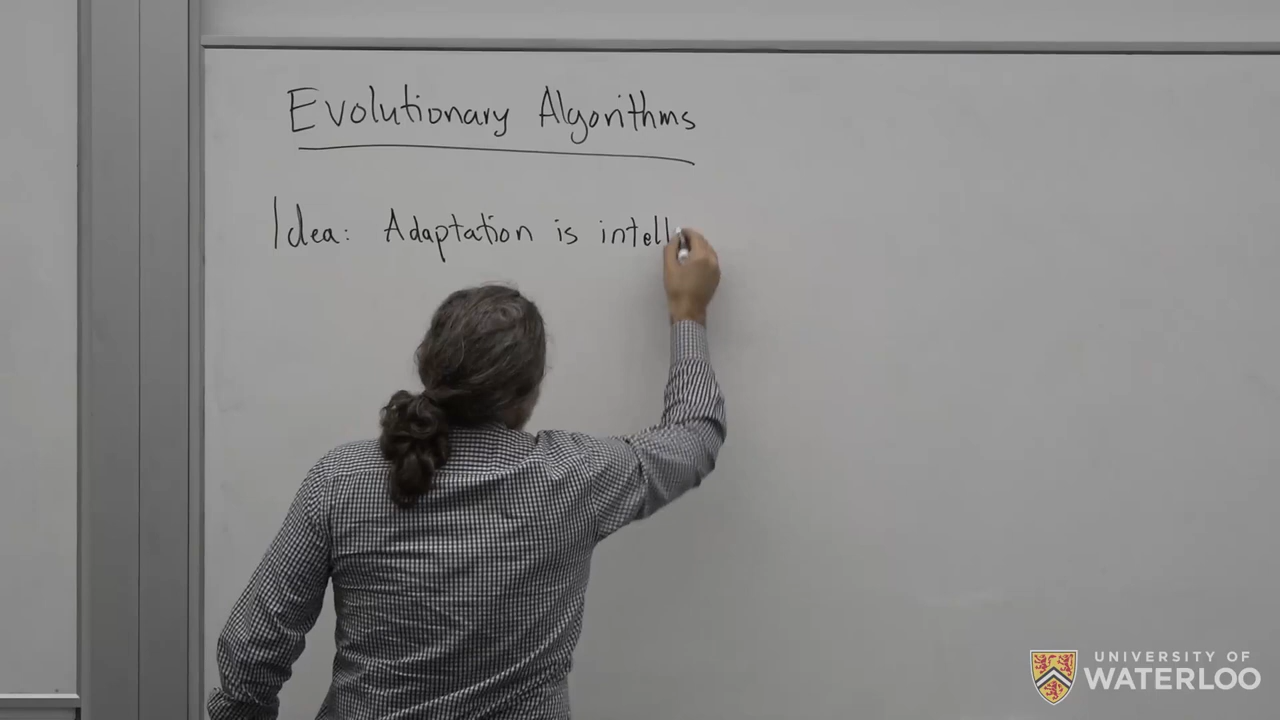 Evolutionary Algorithms
Idea: Adaptation is intell
UNIVERSITY OF
WATERLOO